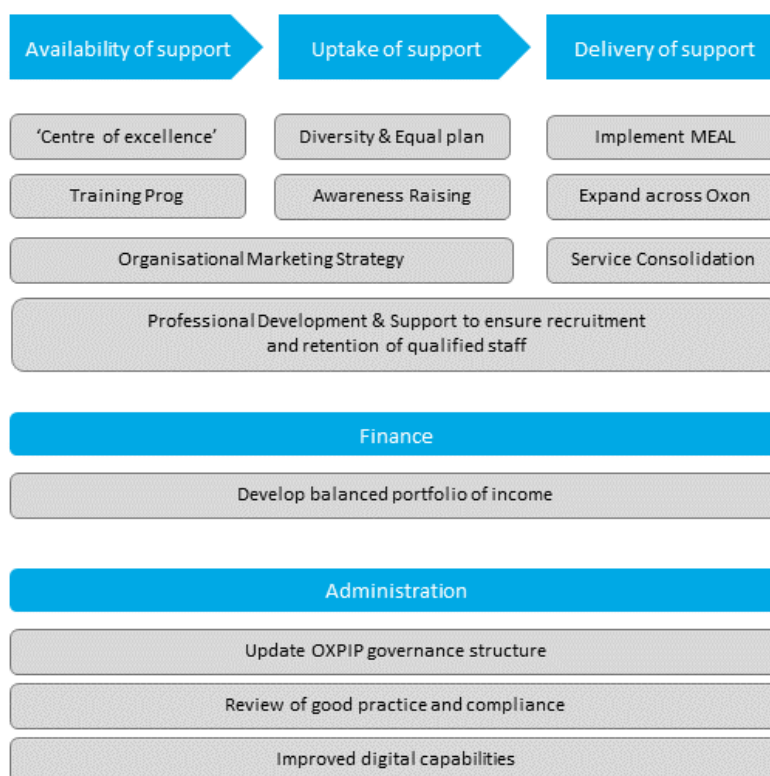 Availability of support
Uptake of support
Delivery of support
‘Centre of excellence’
Diversity & Equal plan
Implement MEAL
Training Prog
Awareness Raising
Expand across Oxon
Organisational Marketing Strategy
Service Consolidation
Professional Development & Support to ensure recruitment
and retention of qualified staff
Finance
Develop balanced portfolio of income
Administration
Update OXPIP governance structure
Review of good practice and compliance
Improved digital capabilities